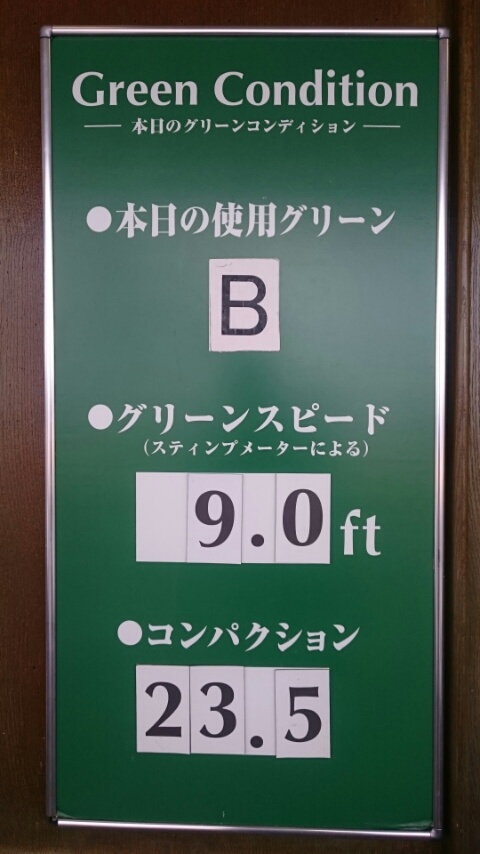 Green Condition
本日のグリーンコンディション
●本日の使用グリーン
B
●グリーンスピード
(スティンプメーターによる)
9.0ft
●コンパクション
23.5